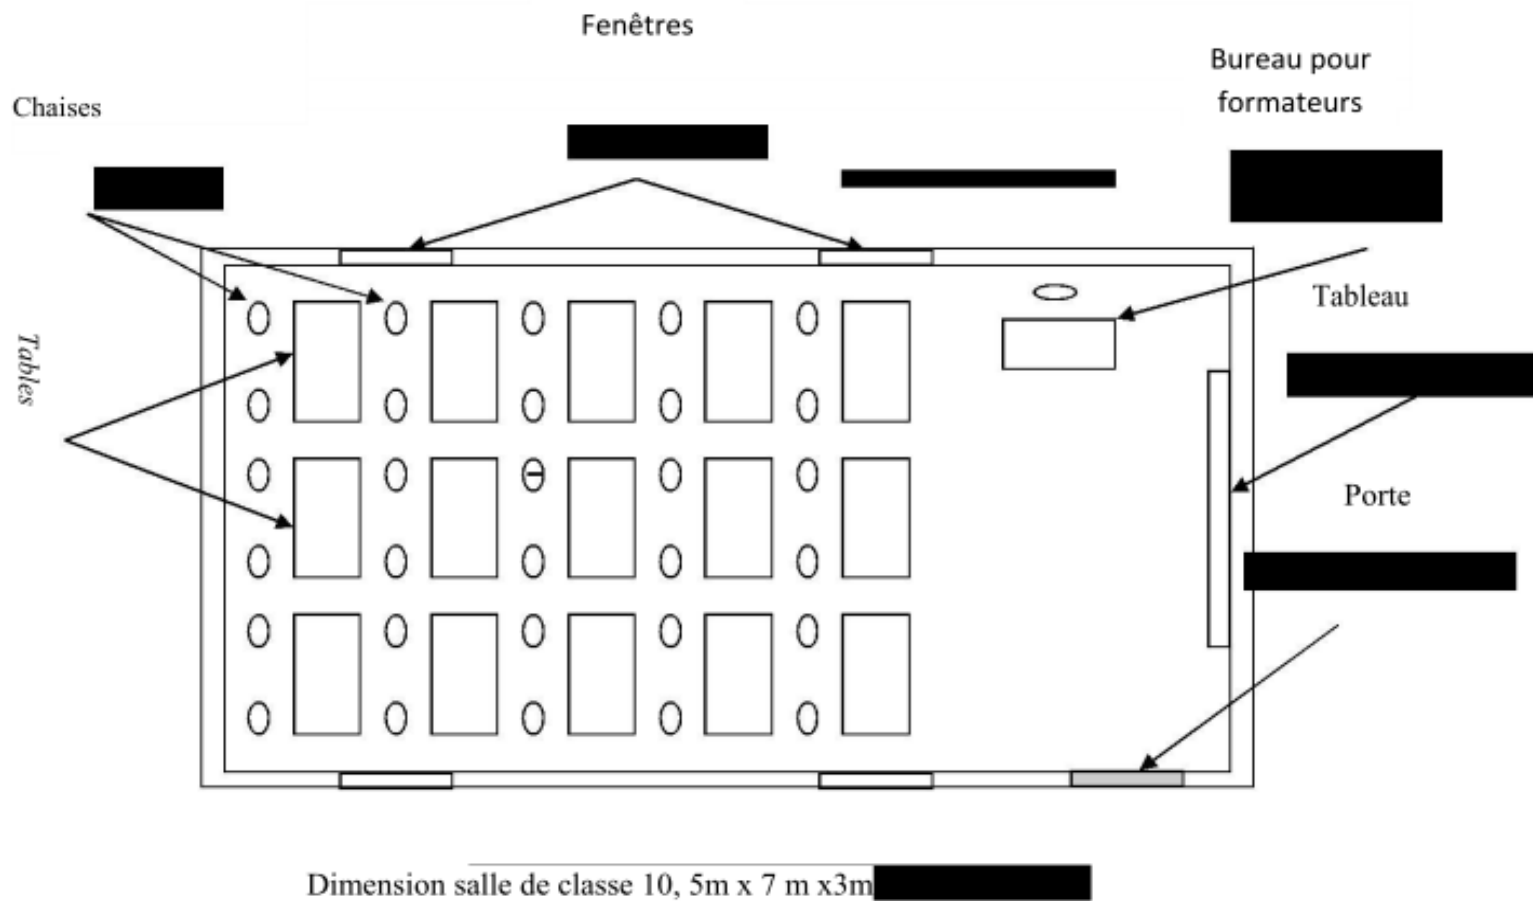 Fenêtres
Bureau pour
formateurs
Chaises
Tableau
Tables
Porte
Dimension salle de classe 10, 5m x 7 m x3m